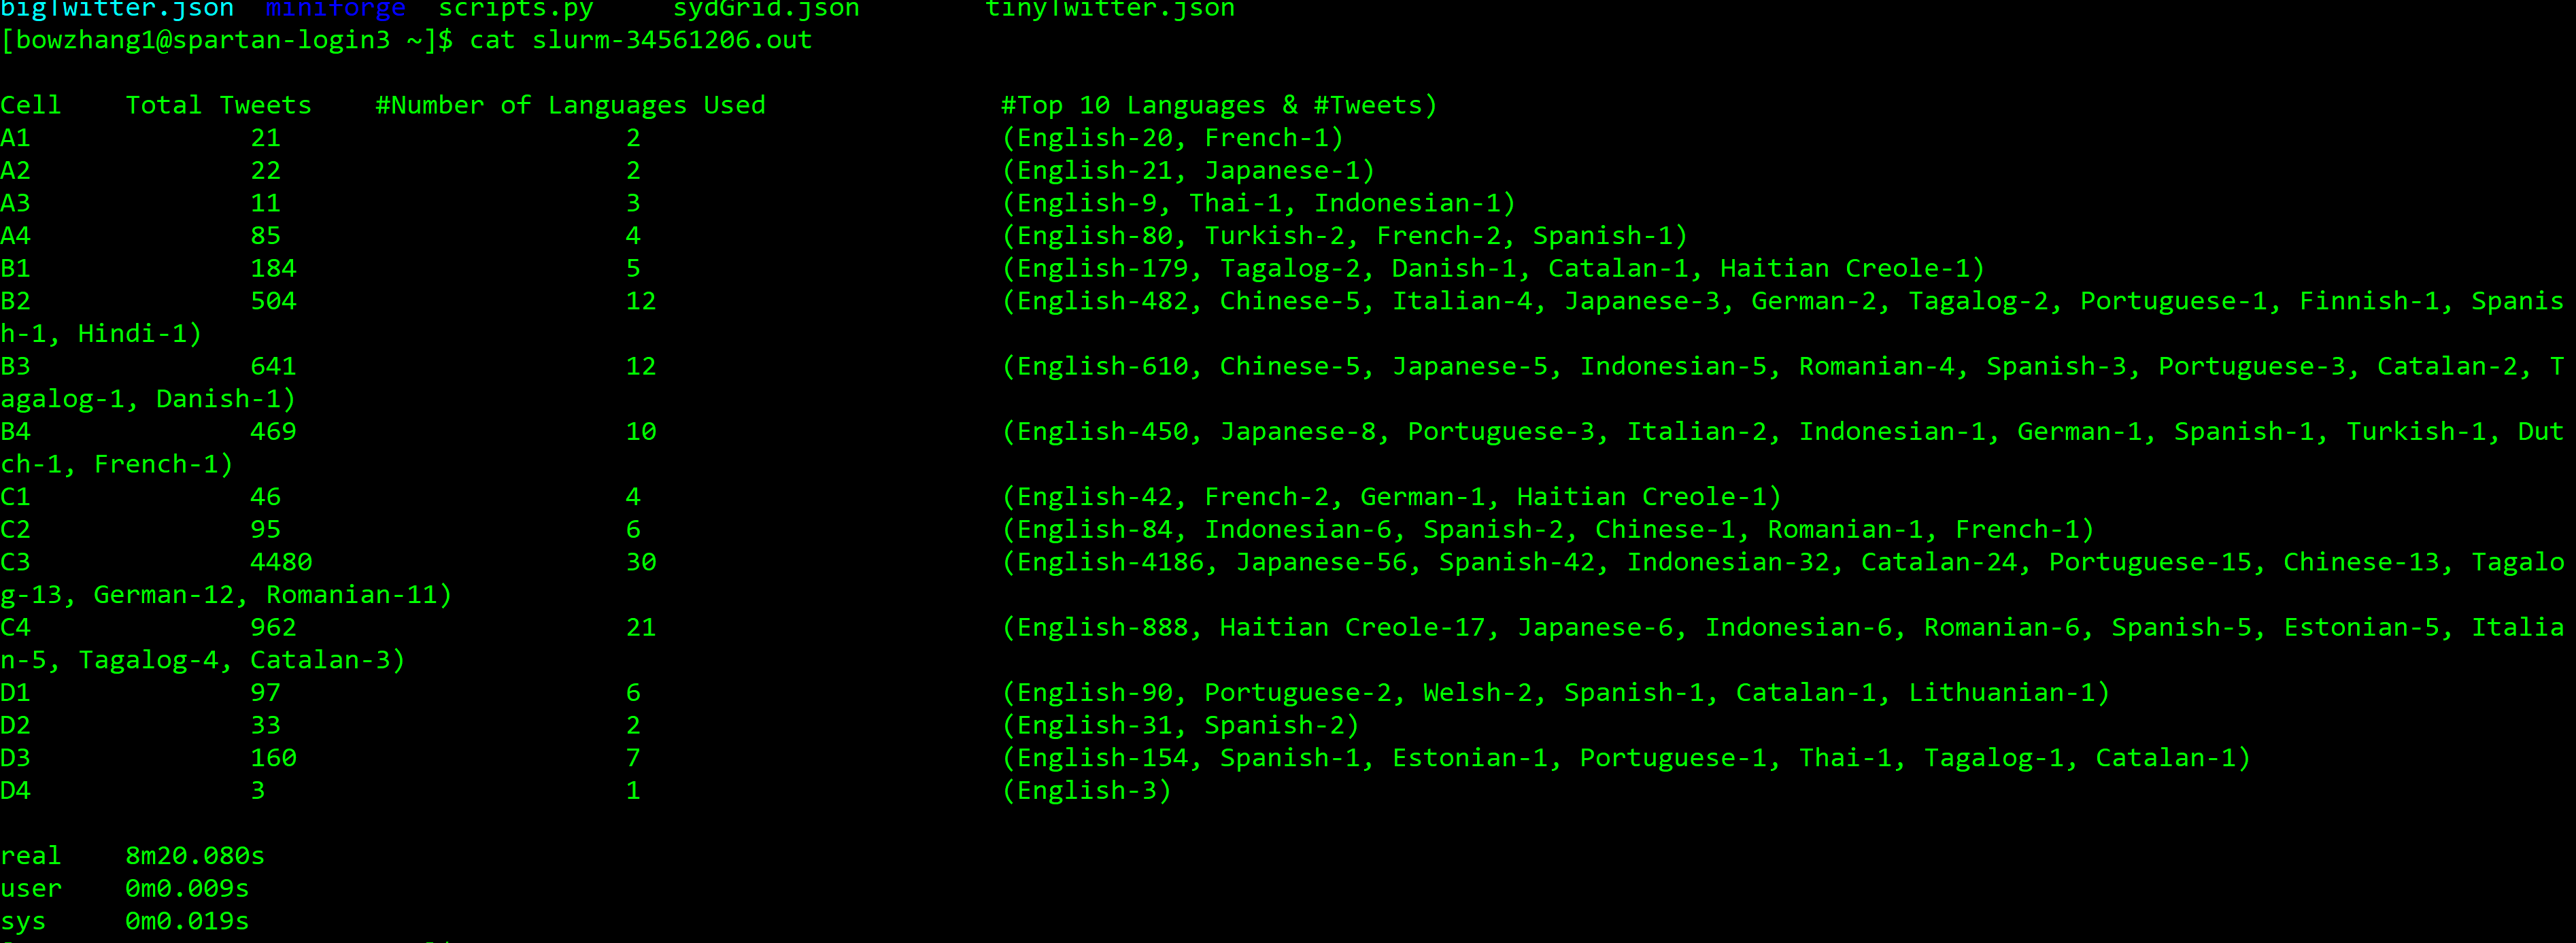 bigTwitter.json  miniforge  scripts.py     sydGrid.json        tinyTwitter.json
[bowzhang1@spartan-login3 ~]$ cat slurm-34561206.out
Cell    Total Tweets    #Number of Languages Used               #Top 10 Languages & #Tweets)
A1              21                      2                       (English-20, French-1)
A2              22                      2                       (English-21, Japanese-1)
A3              11                      3                       (English-9, Thai-1, Indonesian-1)
A4              85                      4                       (English-80, Turkish-2, French-2, Spanish-1)
B1              184                     5                       (English-179, Tagalog-2, Danish-1, Catalan-1, Haitian Creole-1)
B2              504                     12                      (English-482, Chinese-5, Italian-4, Japanese-3, German-2, Tagalog-2, Portuguese-1, Finnish-1, Spanis
h-1, Hindi-1)
B3              641                     12                      (English-610, Chinese-5, Japanese-5, Indonesian-5, Romanian-4, Spanish-3, Portuguese-3, Catalan-2, T
agalog-1, Danish-1)
B4              469                     10                      (English-450, Japanese-8, Portuguese-3, Italian-2, Indonesian-1, German-1, Spanish-1, Turkish-1, Dut
ch-1, French-1)
C1              46                      4                       (English-42, French-2, German-1, Haitian Creole-1)
C2              95                      6                       (English-84, Indonesian-6, Spanish-2, Chinese-1, Romanian-1, French-1)
C3              4480                    30                      (English-4186, Japanese-56, Spanish-42, Indonesian-32, Catalan-24, Portuguese-15, Chinese-13, Tagalo
g-13, German-12, Romanian-11)
C4              962                     21                      (English-888, Haitian Creole-17, Japanese-6, Indonesian-6, Romanian-6, Spanish-5, Estonian-5, Italia
n-5, Tagalog-4, Catalan-3)
D1              97                      6                       (English-90, Portuguese-2, Welsh-2, Spanish-1, Catalan-1, Lithuanian-1)
D2              33                      2                       (English-31, Spanish-2)
D3              160                     7                       (English-154, Spanish-1, Estonian-1, Portuguese-1, Thai-1, Tagalog-1, Catalan-1)
D4              3                       1                       (English-3)
real    8m20.080s
user    0m0.009s
sys     0m0.019s